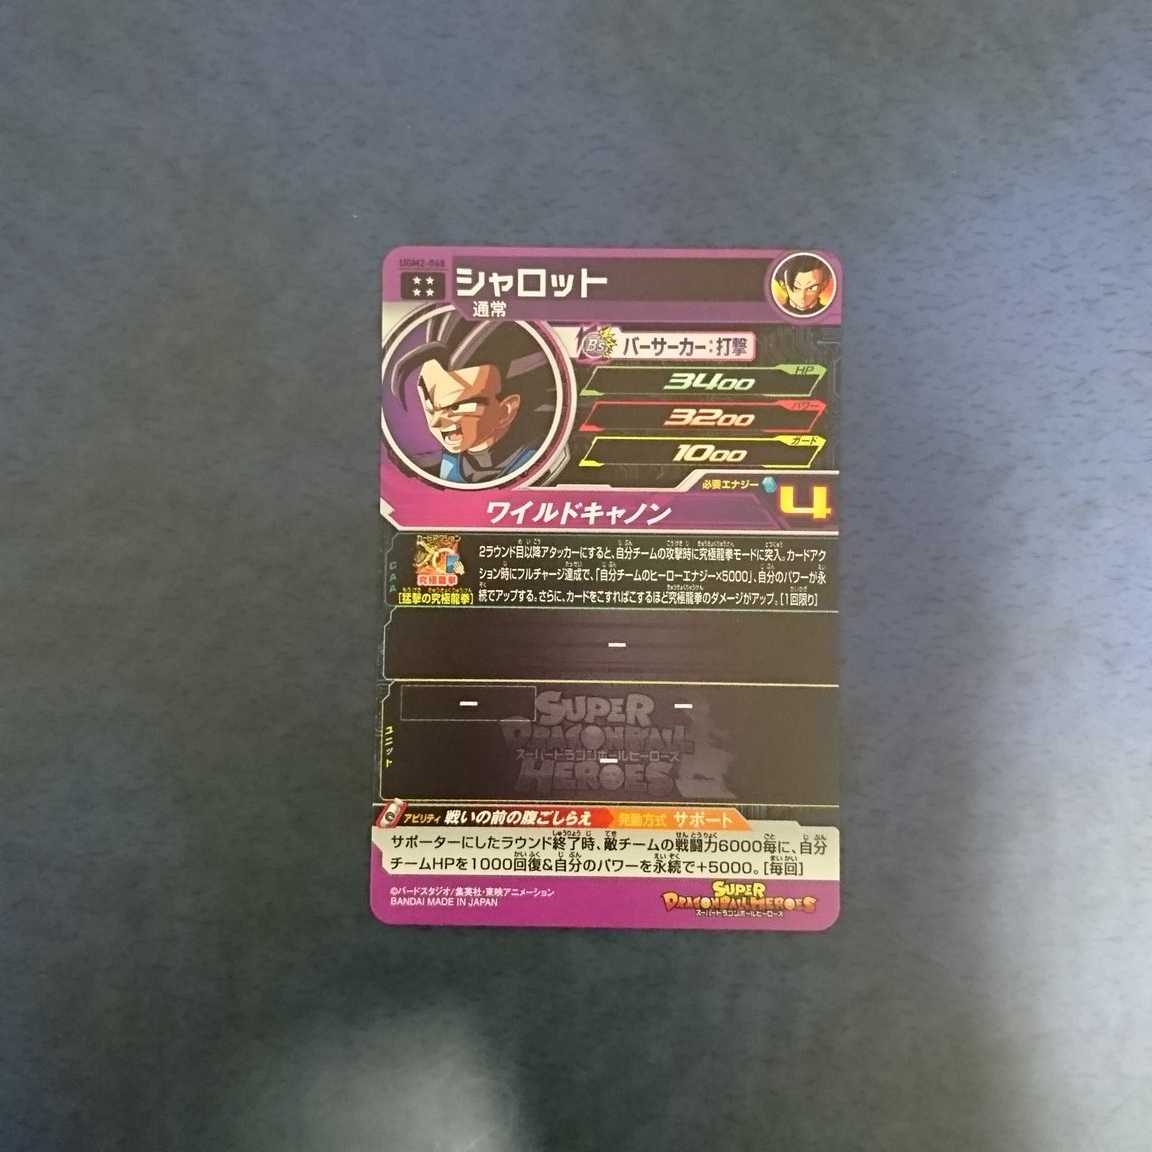 UGM2-048
シャロット
通常
Bs バーサーカー:打撃
HP
3400
パワー
3200
ガード
1000
必要エナジー 4
ワイルドキャノン
CAA
カードアクション
究極龍拳
[猛撃の究極龍拳]
2ラウンド目以降アタッカーにすると、自分チームの攻撃時に究極龍拳モードに突入。カードアク
ション時にフルチャージ達成で、「自分チームのヒーローエナジー×5000」、自分のパワーが永
続でアップする。さらに、カードをこすればこするほど究極龍拳のダメージがアップ。[1回限り]
ー
ユニット
ー ー
ー
SUPER
DRAGONBALL
スーパードラゴンボールヒーローズ
HEROES
アビリティ 戦いの前の腹ごしらえ 発動方式 サポート
サポーターにしたラウンド終了時、敵チームの戦闘力6000毎に、自分
チームHPを1000回復&自分のパワーを永続で+5000。[毎回]
©バードスタジオ/集英社・東映アニメーション
BANDAI MADE IN JAPAN
SUPER
DRAGONBALL HEROES
スーパードラゴンボールヒーローズ